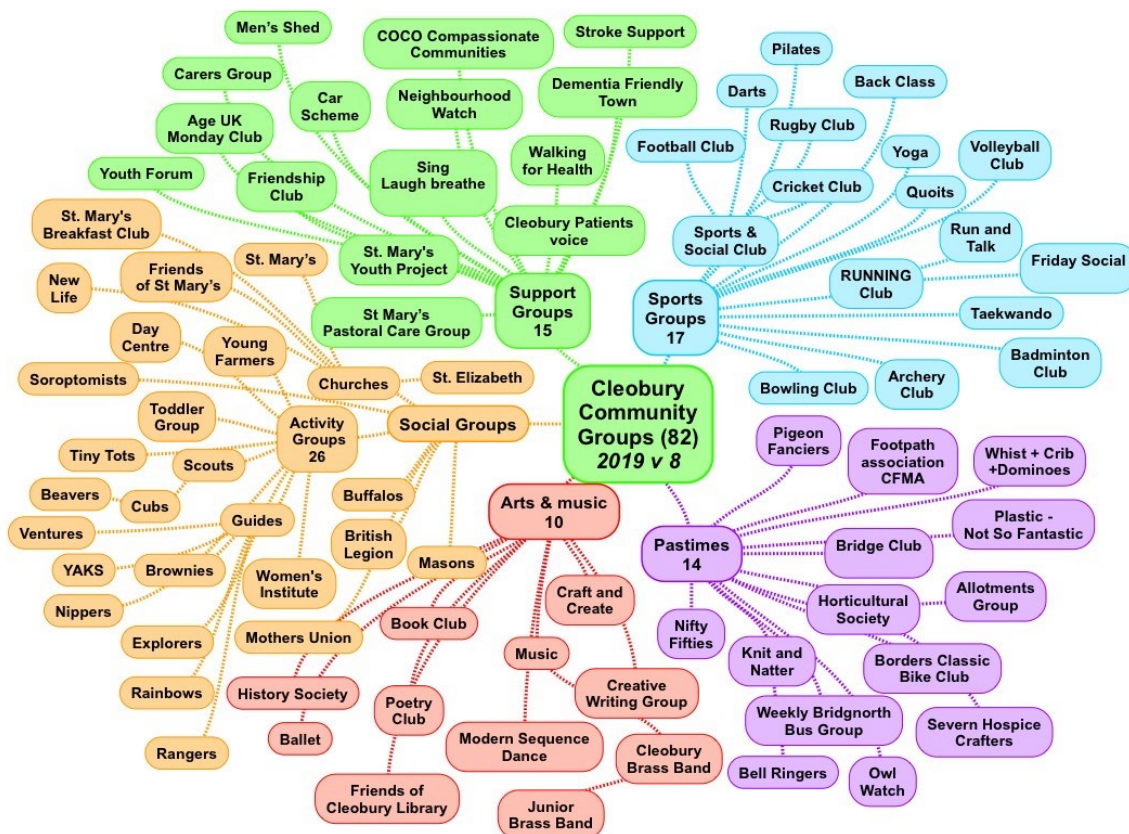 Men's Shed
COCO Compassionate
Communities
Stroke Support
Carers Group
Car
Scheme
Neighbourhood
Watch
Dementia Friendly
Town
Age UK
Monday Club
Youth Forum
Friendship
Club
Sing
Laugh breathe
Walking
for Health
Cleobury Patients
voice
St. Mary's
Youth Project
St Mary's
Pastoral Care Group
Support
Groups
15
Pilates
Darts
Back Class
Football Club
Rugby Club
Yoga
Volleyball
Club
Cricket Club
Quoits
Sports &
Social Club
Run and
Talk
RUNNING
Club
Friday Social
Sports
Groups
17
Taekwando
Badminton
Club
Archery
Club
Bowling Club
St. Mary's
Breakfast Club
St. Mary's
New
Life
Friends
of St Mary's
Day
Centre
Young
Farmers
Churches
St. Elizabeth
Soroptomists
Social Groups
Toddler
Group
Activity
Groups
26
Tiny Tots
Scouts
Beavers
Cubs
Ventures
Guides
YAKS
Brownies
Nippers
Women's
Institute
Explorers
Rainbows
Rangers
Buffalos
British
Legion
Masons
Mothers Union
Cleobury
Community
Groups (82)
2019 v 8
Arts & music
10
Book Club
Craft and
Create
History Society
Ballet
Poetry
Club
Music
Creative
Writing Group
Modern Sequence
Dance
Cleobury
Brass Band
Friends of
Cleobury Library
Junior
Brass Band
Pigeon
Fanciers
Footpath
association
CFMA
Whist + Crib
+Dominoes
Plastic -
Not So Fantastic
Pastimes
14
Bridge Club
Horticultural
Society
Allotments
Group
Nifty
Fifties
Knit and
Natter
Borders Classic
Bike Club
Weekly Bridgnorth
Bus Group
Severn Hospice
Crafters
Bell Ringers
Owl
Watch